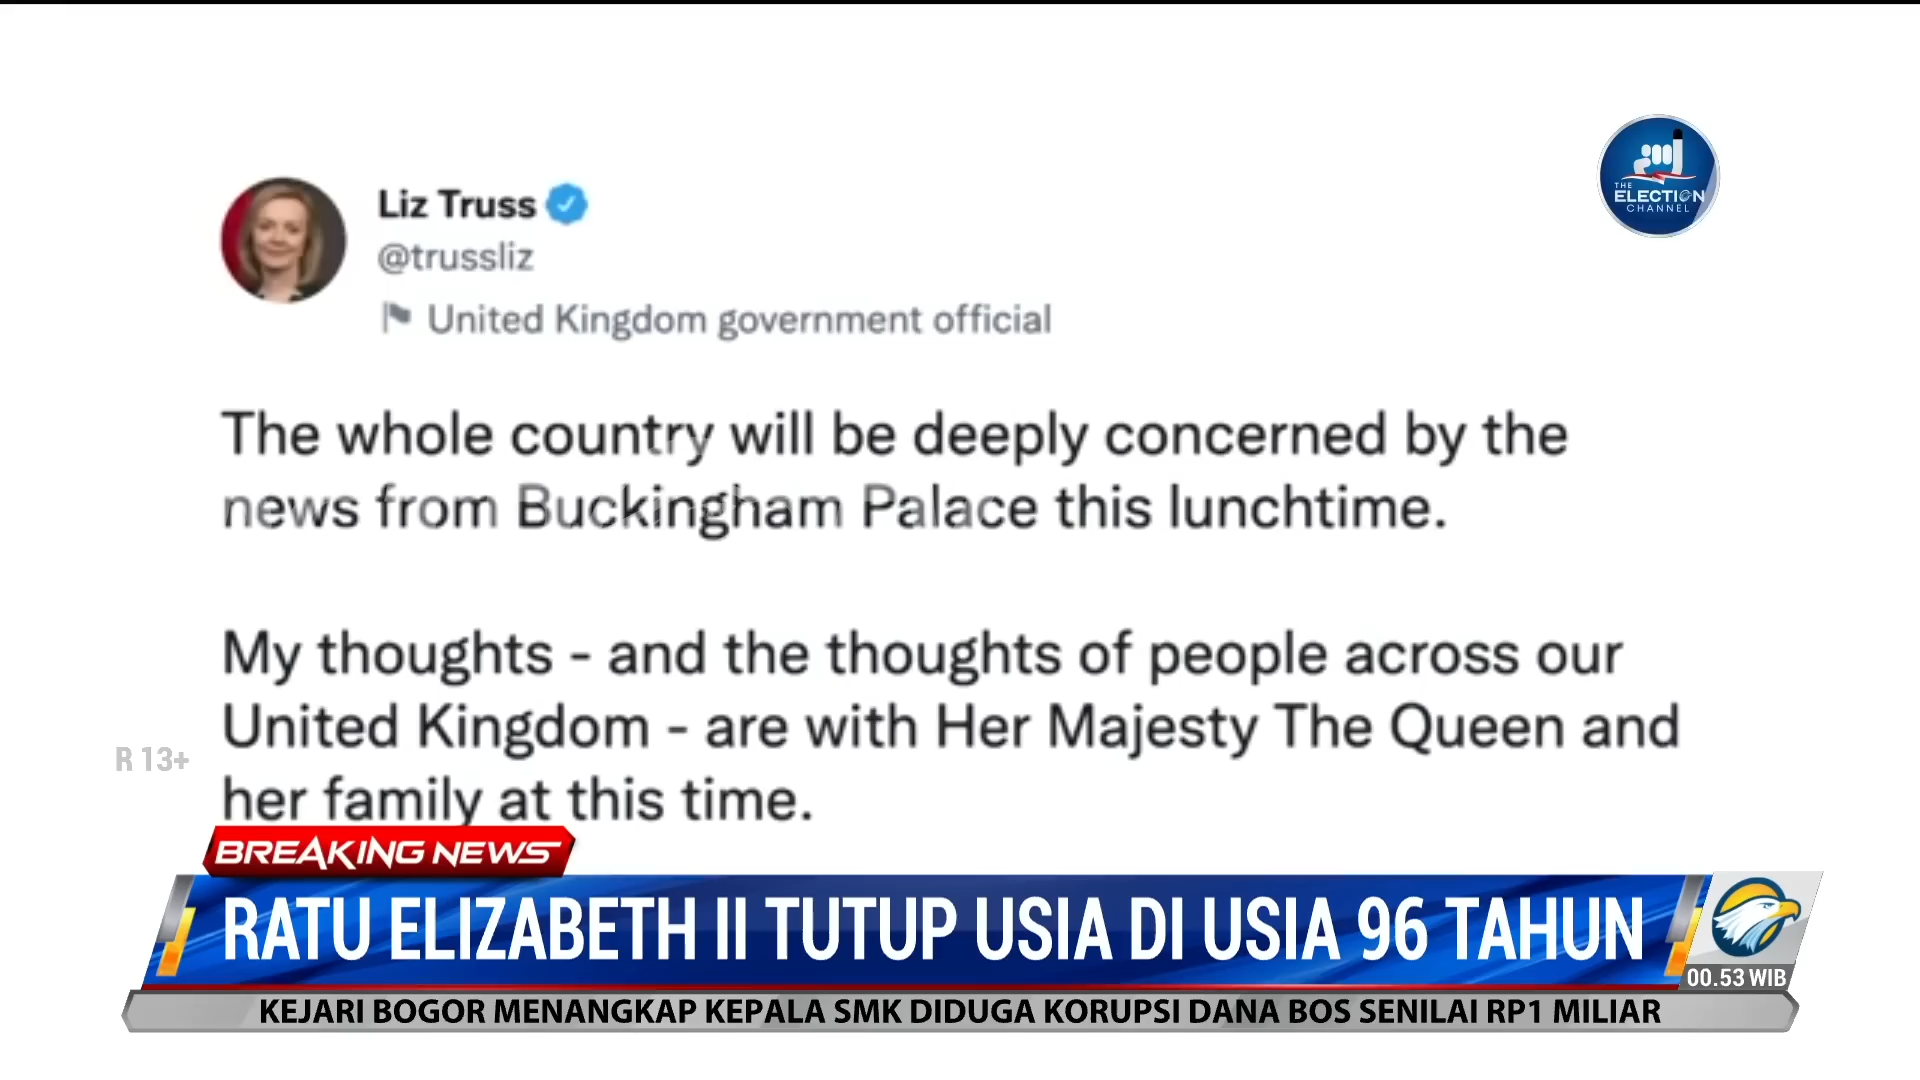 Liz Truss
@trussliz
United Kingdom government official
THE
ELECTION
CHANNEL
The whole country will be deeply concerned by the
news from Buckingham Palace this lunchtime.
My thoughts - and the thoughts of people across our
United Kingdom - are with Her Majesty The Queen and
her family at this time.
R 13+
BREAKING NEWS
RATU ELIZABETH II TUTUP USIA DI USIA 96 TAHUN
00.53 WIB
KEJARI BOGOR MENANGKAP KEPALA SMK DIDUGA KORUPSI DANA BOS SENILAI RP1 MILIAR